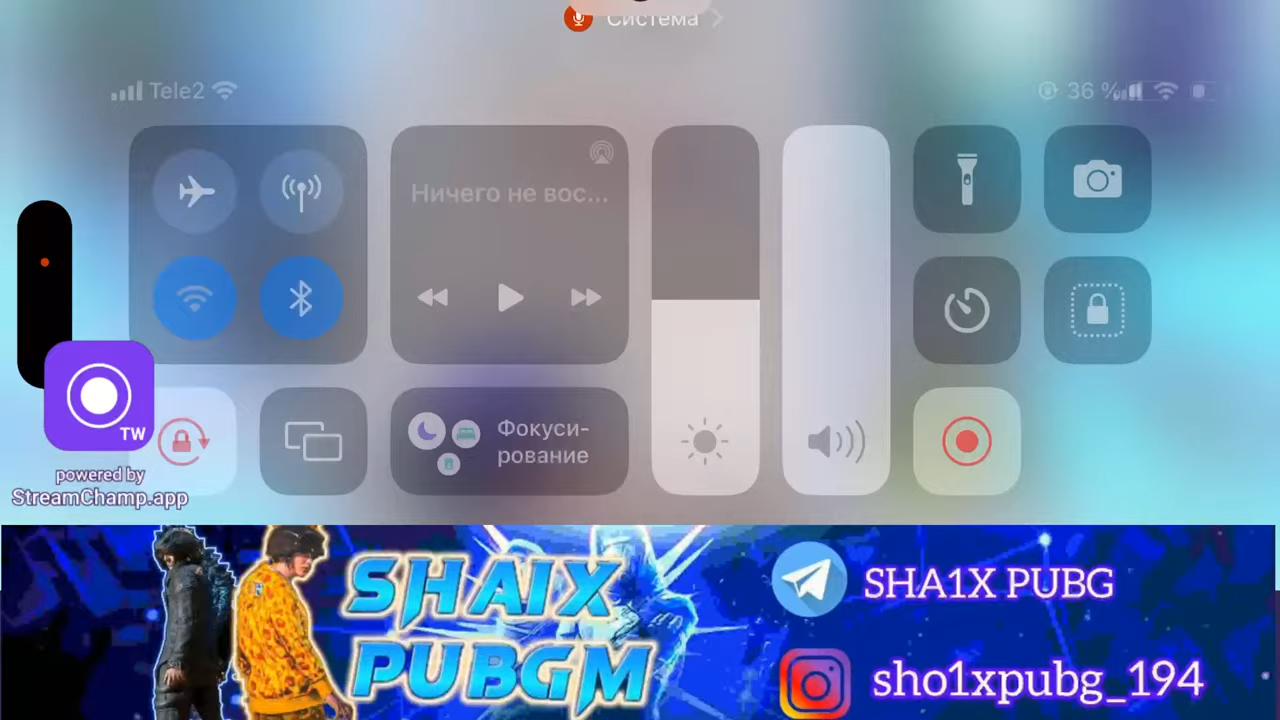 Система
Tele2
36 %
Ничего не вос...
Фокуси-
рование
TW
powered by
StreamChamp.app
SHAIX
PUBGM
SHA1X PUBG
sho1xpubg_194